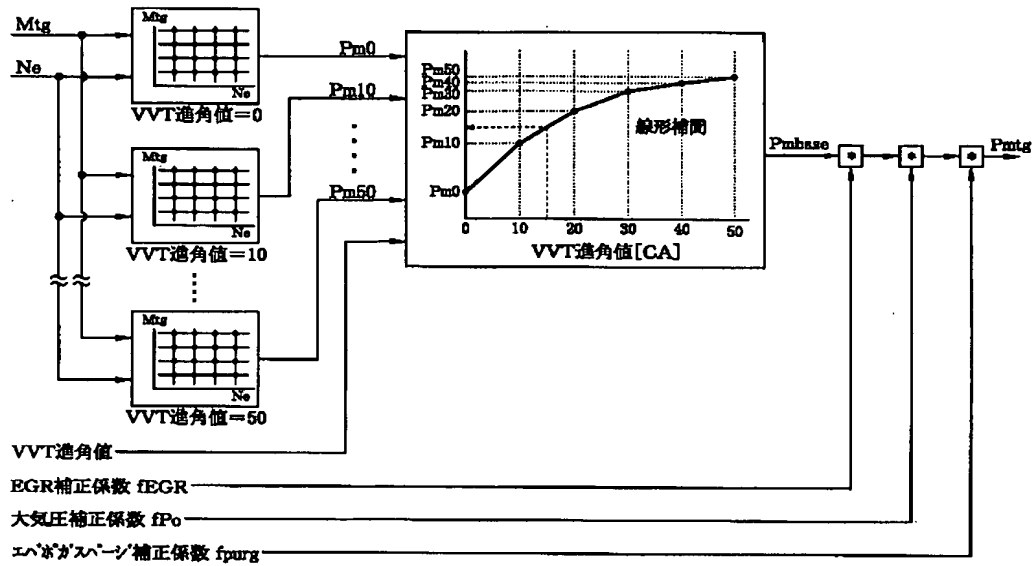 Mtg
Ne
Mtg
Ne
VVT進角値=0
Mtg
Ne
VVT進角値=10
Mtg
Ne
VVT進角値=50
Pm0
Pm10
Pm50
Pm50
Pm40
Pm30
Pm20
Pm10
Pm0
線形補間
0 10 20 30 40 50
VVT進角値[CA]
Pmbase
*
*
*
Pmtg
VVT進角値
EGR補正係数 fEGR
大気圧補正係数 fPo
エバポガスパージ補正係数 fpurg